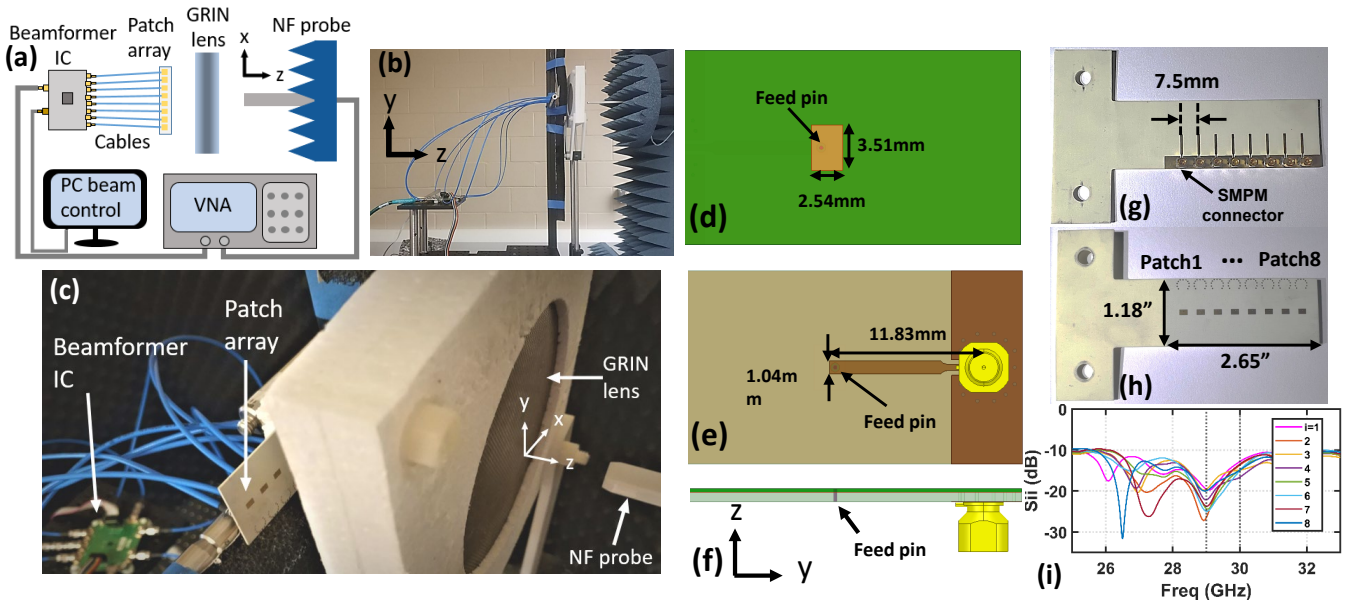 (a)
Beamformer
IC
Patch
array
GRIN
lens
NF probe
x
z
Cables
PC beam
control
VNA
(b)
y
z
(c)
Beamformer
IC
Patch
array
GRIN
lens
y
x
z
NF probe
(d)
Feed pin
3.51mm
2.54mm
(e)
11.83mm
1.04m
m
Feed pin
(f)
z
y
Feed pin
(g)
7.5mm
SMPM
connector
(h)
Patch1 ••• Patch8
1.18”
2.65”
(i)
Sii (dB)
0
-10
-20
-30
26 28 30 32
Freq (GHz)
i=1
2
3
4
5
6
7
8